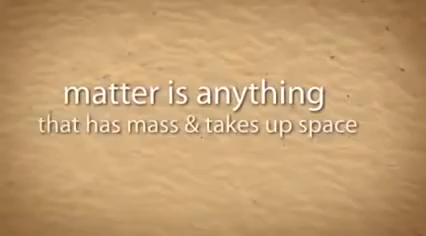 matter is anything
that has mass & takes up space